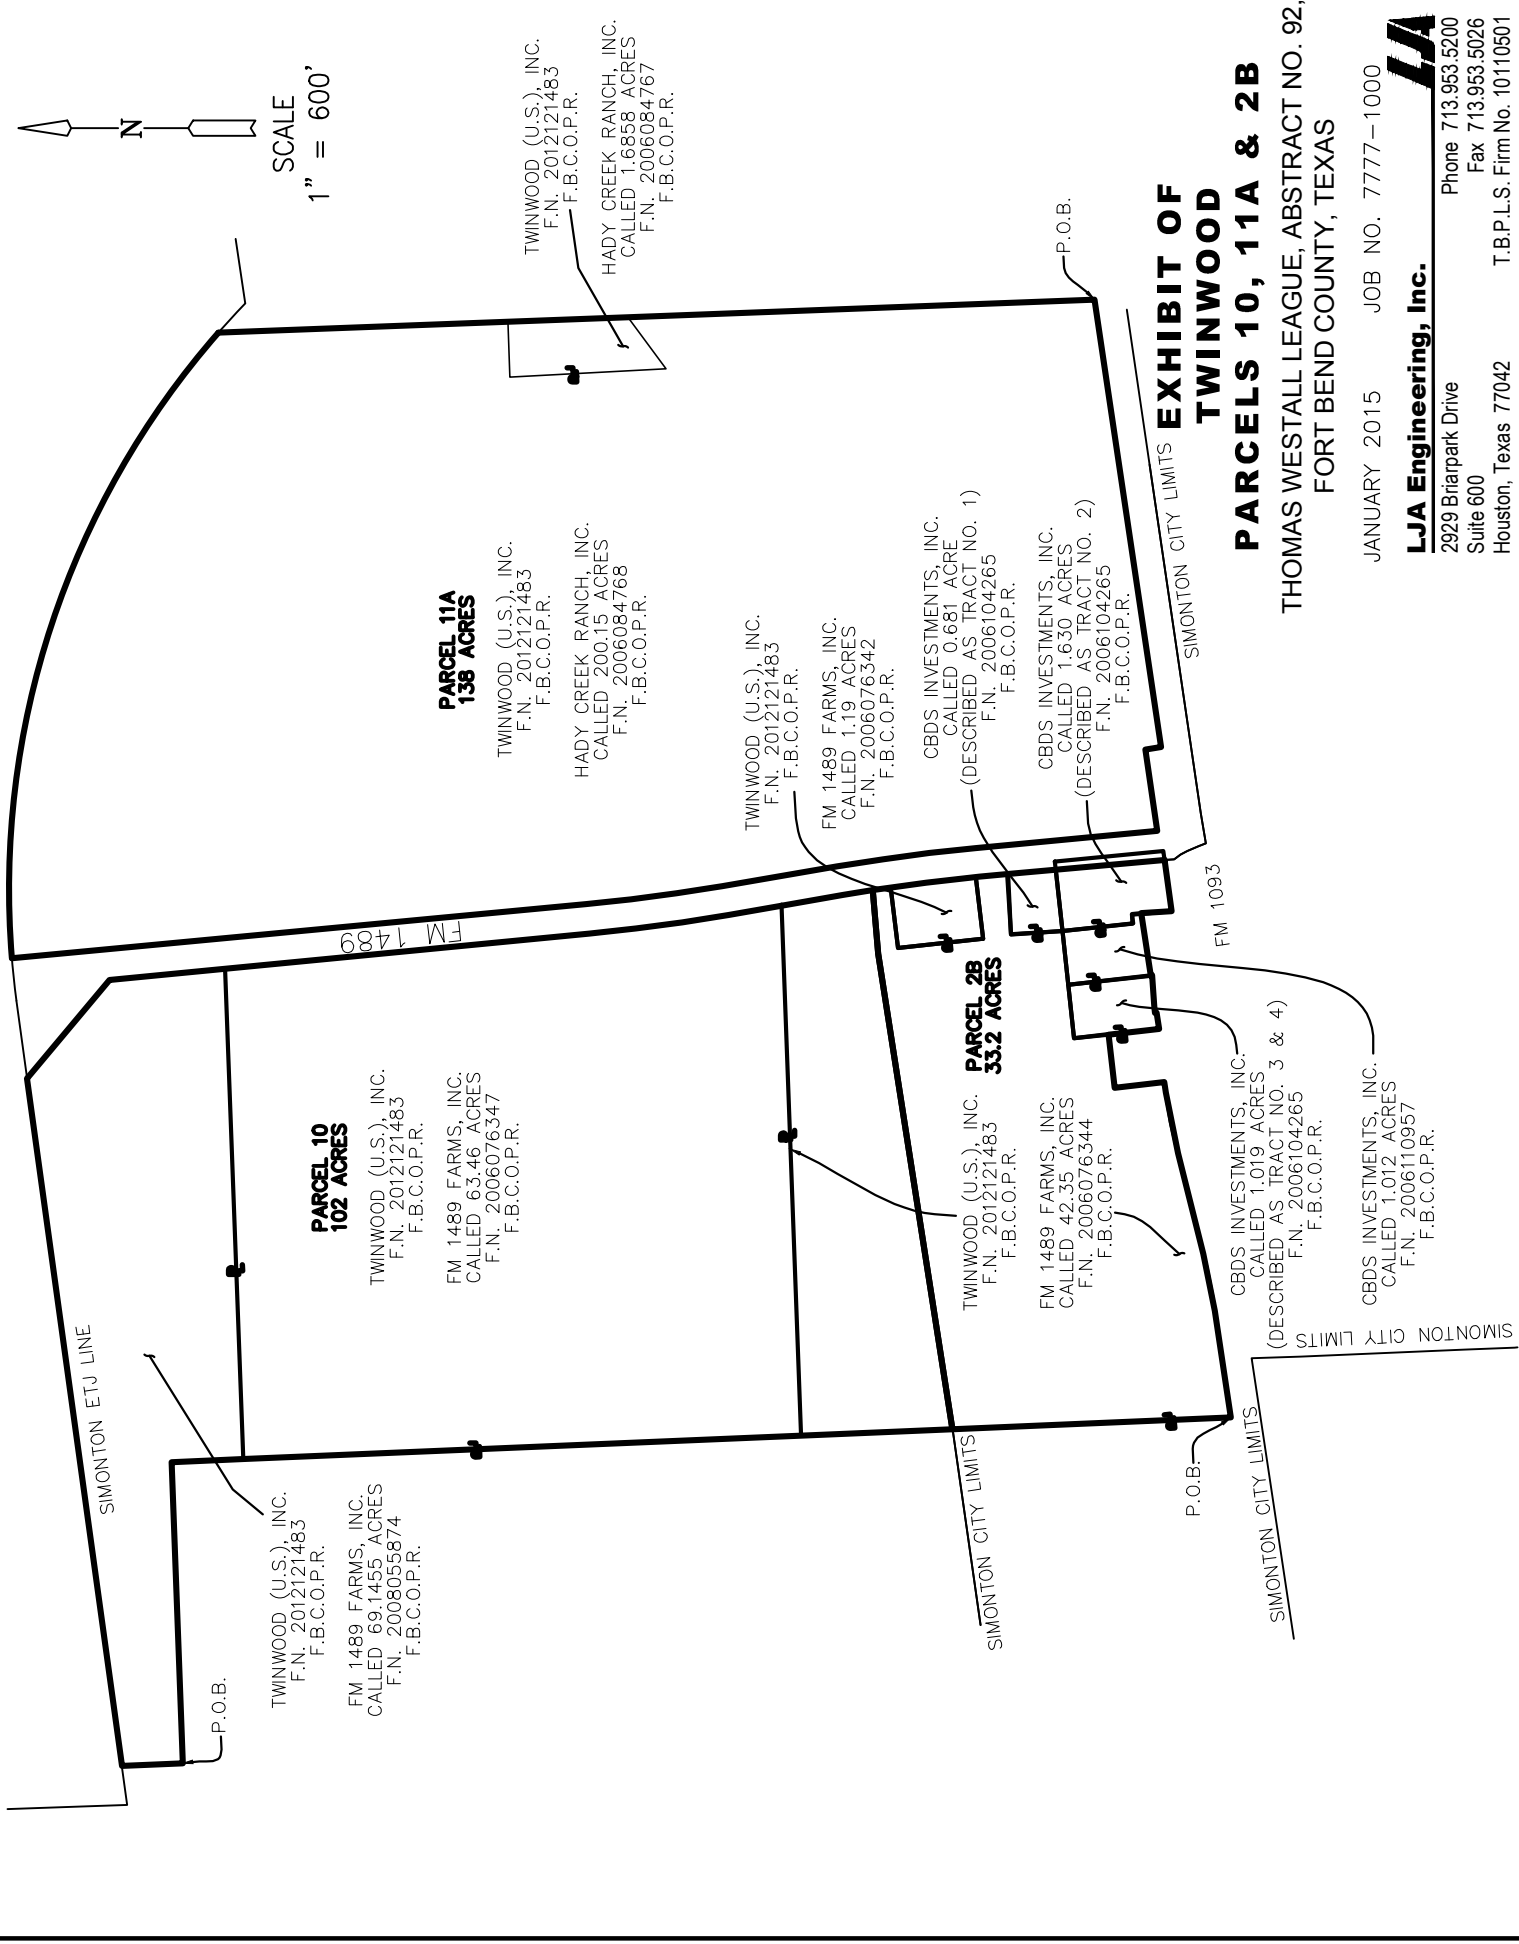 N
SCALE
1" = 600'
TWINWOOD (U.S.), INC.
F.N. 2012121483
F.B.C.O.P.R.
HADY CREEK RANCH, INC.
CALLED 1.6858 ACRES
F.N. 2006084767
F.B.C.O.P.R.
SIMONTON ETJ LINE
FM 1489
PARCEL 11A
138 ACRES
TWINWOOD (U.S.), INC.
F.N. 2012121483
F.B.C.O.P.R.
HADY CREEK RANCH, INC.
CALLED 200.15 ACRES
F.N. 2006084768
F.B.C.O.P.R.
PARCEL 10
102 ACRES
TWINWOOD (U.S.), INC.
F.N. 2012121483
F.B.C.O.P.R.
FM 1489 FARMS, INC.
CALLED 63.46 ACRES
F.N. 2006076347
F.B.C.O.P.R.
P.O.B.
TWINWOOD (U.S.), INC.
F.N. 2012121483
F.B.C.O.P.R.
FM 1489 FARMS, INC.
CALLED 69.1455 ACRES
F.N. 2008055874
F.B.C.O.P.R.
TWINWOOD (U.S.), INC.
F.N. 2012121483
F.B.C.O.P.R.
FM 1489 FARMS, INC.
CALLED 1.19 ACRES
F.N. 2006076342
F.B.C.O.P.R.
CBDS INVESTMENTS, INC.
CALLED 0.681 ACRE
(DESCRIBED AS TRACT NO. 1)
F.N. 2006104265
F.B.C.O.P.R.
CBDS INVESTMENTS, INC.
CALLED 1.630 ACRES
(DESCRIBED AS TRACT NO. 2)
F.N. 2006104265
F.B.C.O.P.R.
P.O.B.
PARCEL 2B
33.2 ACRES
TWINWOOD (U.S.), INC.
F.N. 2012121483
F.B.C.O.P.R.
FM 1489 FARMS, INC.
CALLED 42.35 ACRES
F.N. 2006076344
F.B.C.O.P.R.
SIMONTON CITY LIMITS
SIMONTON CITY LIMITS
FM 1093
P.O.B.
SIMONTON CITY LIMITS
SIMONTON CITY LIMITS
CBDS INVESTMENTS, INC.
CALLED 1.019 ACRES
(DESCRIBED AS TRACT NO. 3 & 4)
F.N. 2006104265
F.B.C.O.P.R.
CBDS INVESTMENTS, INC.
CALLED 1.012 ACRES
F.N. 2006110957
F.B.C.O.P.R.
SIMONTON CITY LIMITS
SIMONTON CITY LIMITS
EXHIBIT OF
TWINWOOD
PARCELS 10, 11A & 2B
THOMAS WESTALL LEAGUE, ABSTRACT NO. 92,
FORT BEND COUNTY, TEXAS
JANUARY 2015 JOB NO. 7777-1000
LJA Engineering, Inc. LJA
2929 Briarpark Drive Phone 713.953.5200
Suite 600 Fax 713.953.5026
Houston, Texas 77042 T.B.P.L.S. Firm No. 10110501